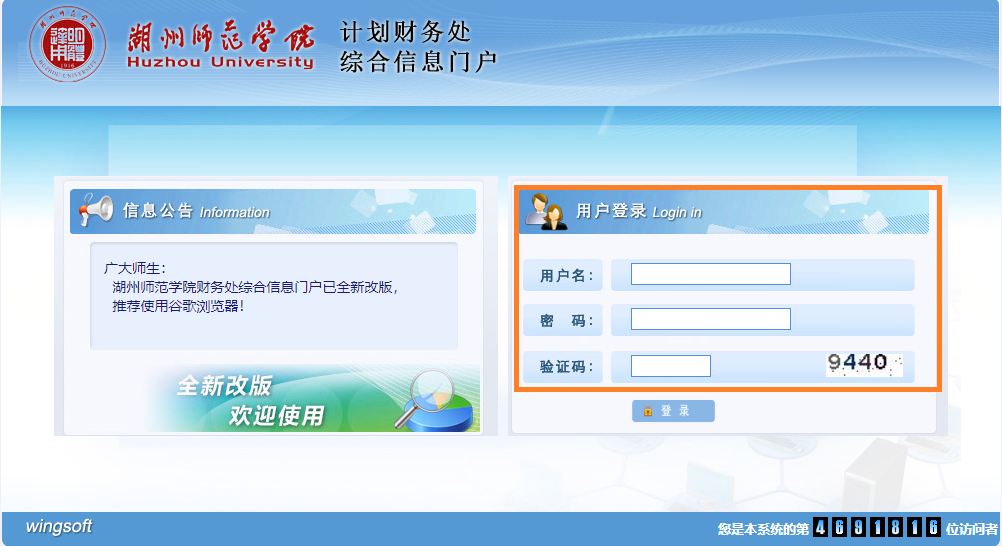 湖州师范学院
Huzhou University
计划财务处
综合信息门户
HUZHOU UNIVERSITY
1916
信息公告 Information
广大师生：
湖州师范学院财务处综合信息门户已全新改版，
推荐使用谷歌浏览器！
全新改版
欢迎使用
用户登录 Login in
用户名：
密 码：
验证码：
9440
登 录
wingsoft
您是本系统的第 4691816 位访问者